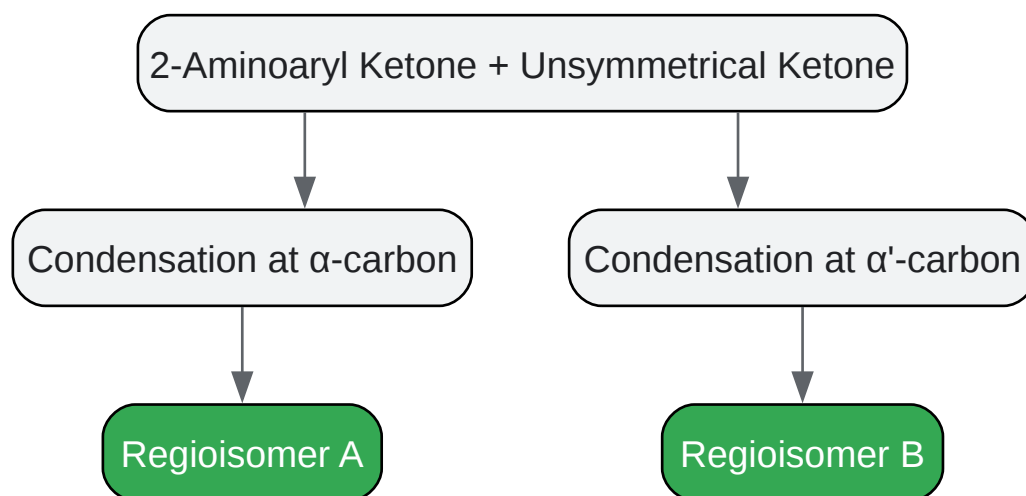 2-Aminoaryl Ketone + Unsymmetrical Ketone
Condensation at α-carbon
Condensation at α'-carbon
Regioisomer A
Regioisomer B